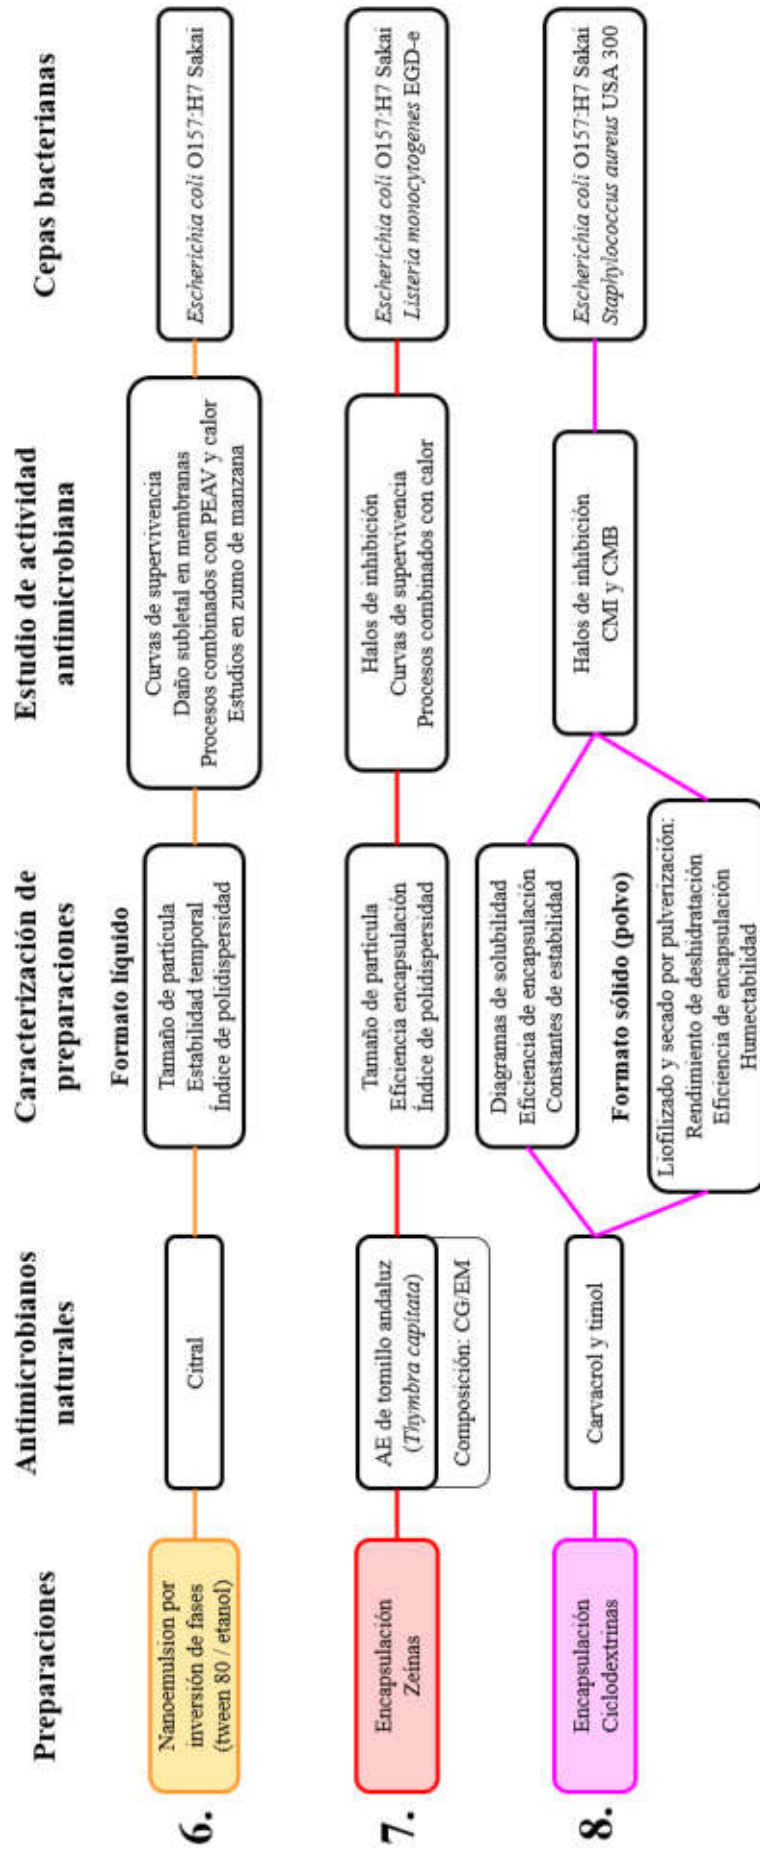 Preparaciones
Antimicrobianos
naturales
Caracterización de
preparaciones
Estudio de actividad
antimicrobiana
Cepas bacterianas
Formato líquido
6.
Nanoemulsion por
inversión de fases
(tween 80 / etanol)
Citral
Tamaño de partícula
Estabilidad temporal
Índice de polidispersidad
Curvas de supervivencia
Daño subletal en membranas
Procesos combinados con PEAV y calor
Estudios en zumo de manzana
Escherichia coli O157:H7 Sakai
7.
Encapsulación
Zeínas
AE de tomillo andaluz
(Thymbra capitata)
Composición: CG/EM
Tamaño de partícula
Eficiencia encapsulación
Índice de polidispersidad
Halos de inhibición
Curvas de supervivencia
Procesos combinados con calor
Escherichia coli O157:H7 Sakai
Listeria monocytogenes EGD-e
8.
Encapsulación
Ciclodextrinas
Carvacrol y timol
Diagramas de solubilidad
Eficiencia de encapsulación
Constantes de estabilidad
Formato sólido (polvo)
Liofilizado y secado por pulverización:
Rendimiento de deshidratación
Eficiencia de encapsulación
Humectabilidad
Halos de inhibición
CMI y CMB
Escherichia coli O157:H7 Sakai
Staphylococcus aureus USA 300